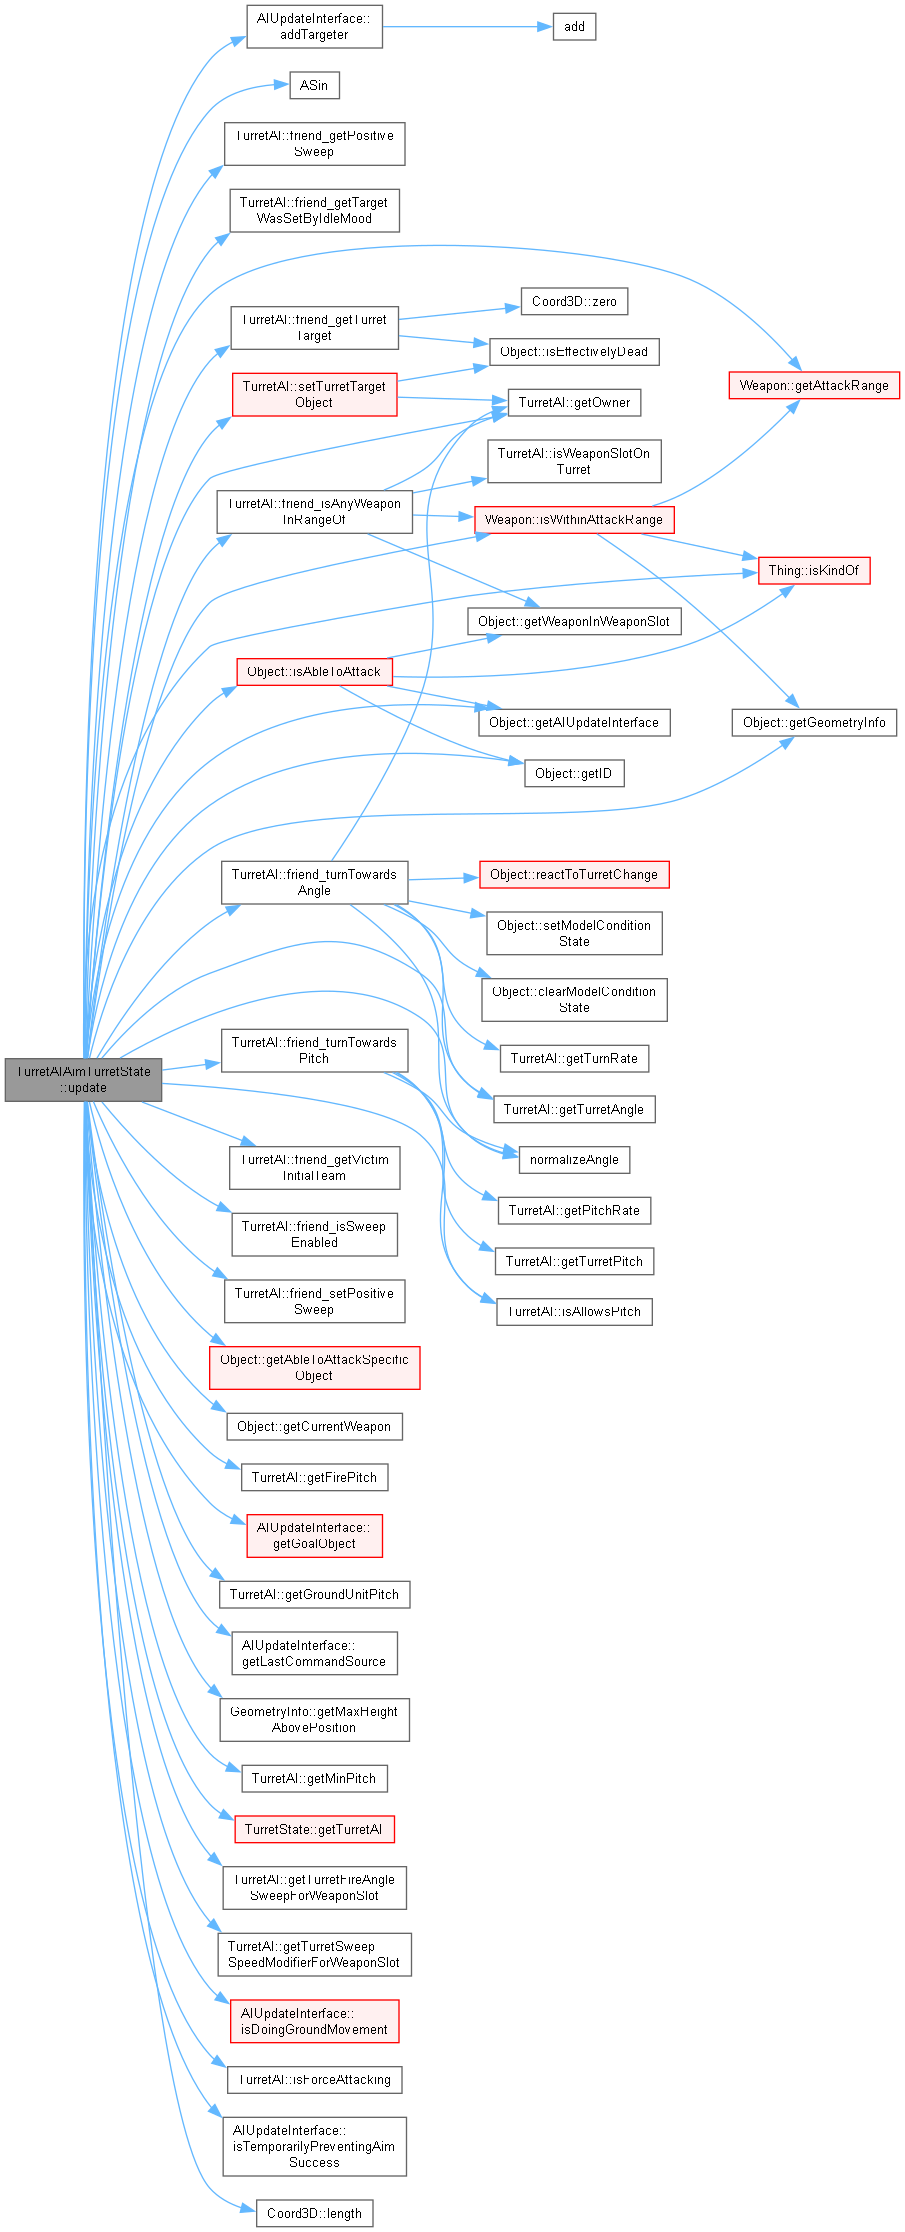 AIUpdateInterface::
addTargeter
add
ASin
TurretAI::friend_getPositive
Sweep
TurretAI::friend_getTarget
WasSetByIdleMood
TurretAI::friend_getTurret
Target
Coord3D::zero
Object::isEffectivelyDead
Weapon::getAttackRange
TurretAI::setTurretTarget
Object
TurretAI::getOwner
TurretAI::isWeaponSlotOn
Turret
TurretAI::friend_isAnyWeapon
InRangeOf
Weapon::isWithinAttackRange
Thing::isKindOf
Object::getWeaponInWeaponSlot
Object::isAbleToAttack
Object::getAIUpdateInterface
Object::getGeometryInfo
Object::getID
TurretAI::friend_turnTowards
Angle
Object::reactToTurretChange
Object::setModelCondition
State
Object::clearModelCondition
State
TurretAI::friend_turnTowards
Pitch
TurretAI::getTurnRate
TurretAIAimTurretState
::update
TurretAI::getTurretAngle
TurretAI::friend_getVictim
InitialTeam
normalizeAngle
TurretAI::getPitchRate
TurretAI::friend_isSweep
Enabled
TurretAI::getTurretPitch
TurretAI::friend_setPositive
Sweep
TurretAI::isAllowsPitch
Object::getAbleToAttackSpecific
Object
Object::getCurrentWeapon
TurretAI::getFirePitch
AIUpdateInterface::
getGoalObject
TurretAI::getGroundUnitPitch
AIUpdateInterface::
getLastCommandSource
GeometryInfo::getMaxHeight
AbovePosition
TurretAI::getMinPitch
TurretState::getTurretAI
TurretAI::getTurretFireAngle
SweepForWeaponSlot
TurretAI::getTurretSweep
SpeedModifierForWeaponSlot
AIUpdateInterface::
isDoingGroundMovement
TurretAI::isForceAttacking
AIUpdateInterface::
isTemporarilyPreventingAim
Success
Coord3D::length